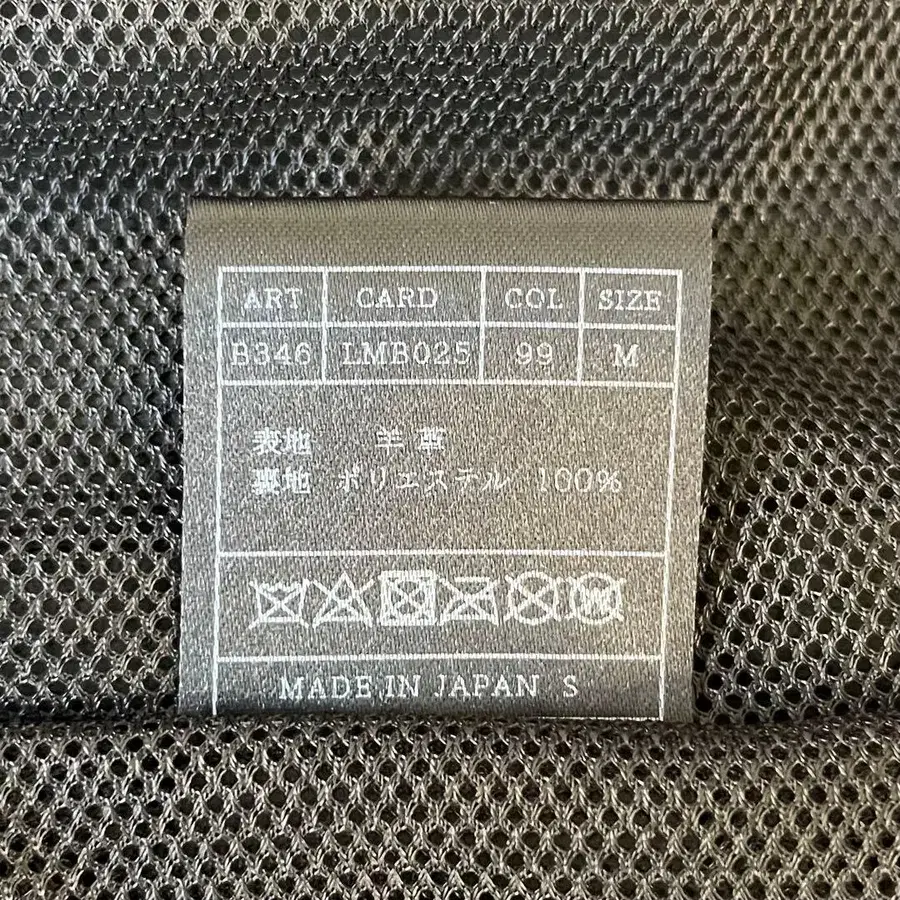 ART CARD COL SIZE
B346 LMB025 99 M
表地 羊革
裏地 ポリエステル 100%
W
MADE IN JAPAN S